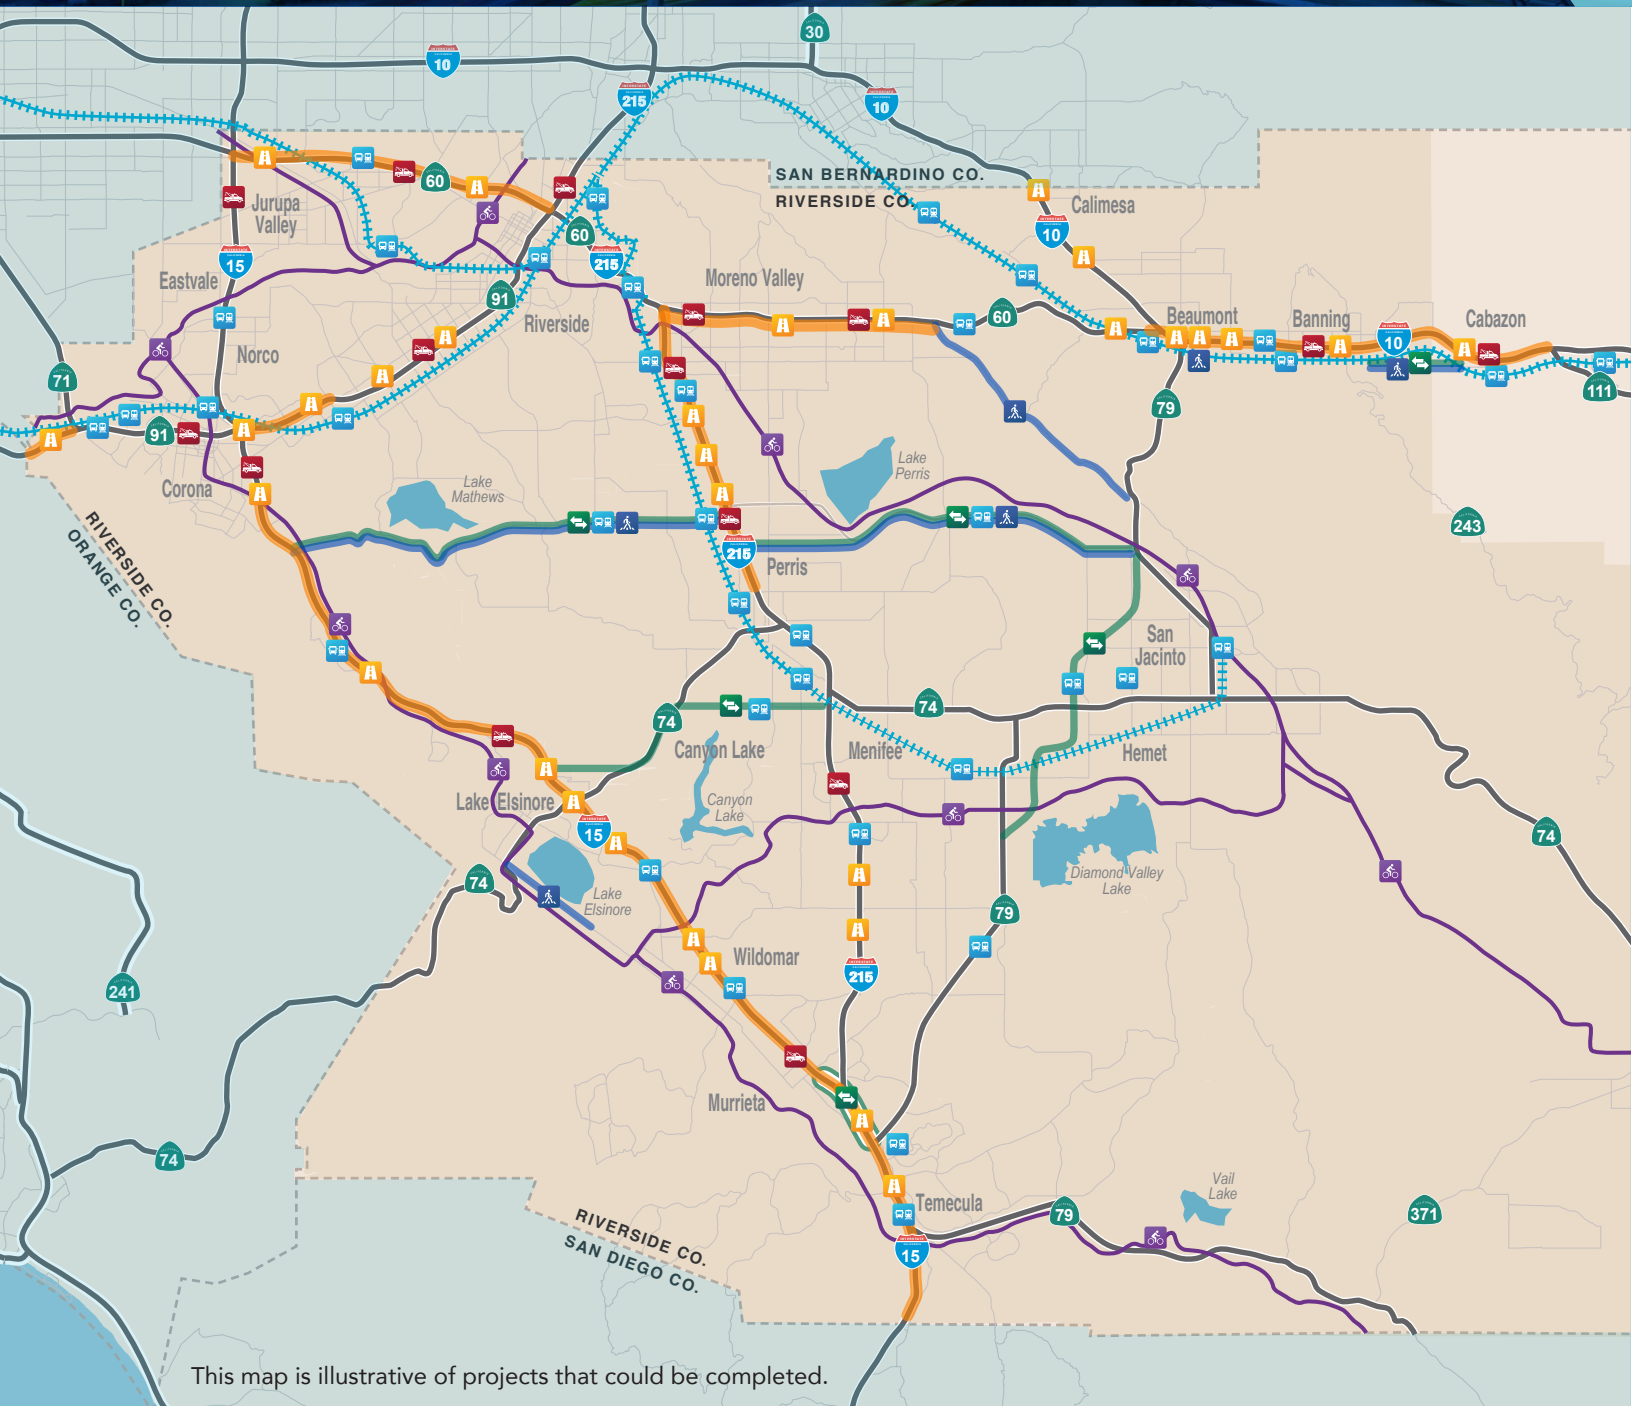 30
10
215
10
SAN BERNARDINO CO.
RIVERSIDE CO.
60
Jurupa
Valley
Calimesa
10
60
15
215
Eastvale
Moreno Valley
91
Riverside
60
Beaumont
Banning
Cabazon
10
Norco
71
111
79
91
Lake
Perris
Lake
Mathews
Corona
243
RIVERSIDE CO.
ORANGE CO.
215
Perris
San
Jacinto
74
74
Canyon Lake
Menifee
Hemet
Lake Elsinore
Canyon
Lake
15
74
Diamond Valley
Lake
74
Lake
Elsinore
79
Wildomar
215
241
Murrieta
74
Vail
Lake
Temecula
79
371
RIVERSIDE CO.
SAN DIEGO CO.
15
This map is illustrative of projects that could be completed.